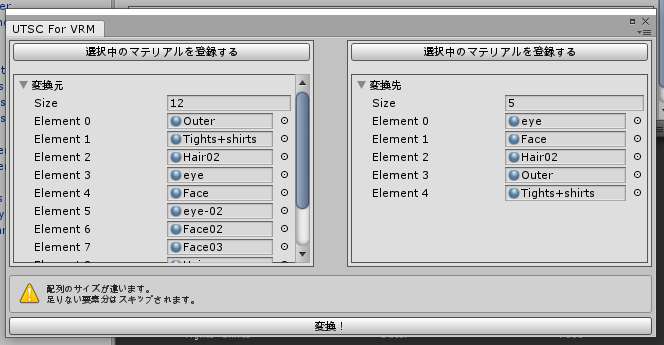 UTSC For VRM
選択中のマテリアルを登録する
変換元
Size 12
Element 0 Outer
Element 1 Tights+shirts
Element 2 Hair02
Element 3 eye
Element 4 Face
Element 5 eye-02
Element 6 Face02
Element 7 Face03
選択中のマテリアルを登録する
変換先
Size 5
Element 0 eye
Element 1 Face
Element 2 Hair02
Element 3 Outer
Element 4 Tights+shirts
配列のサイズが違います。
足りない要素分はスキップされます。
変換！